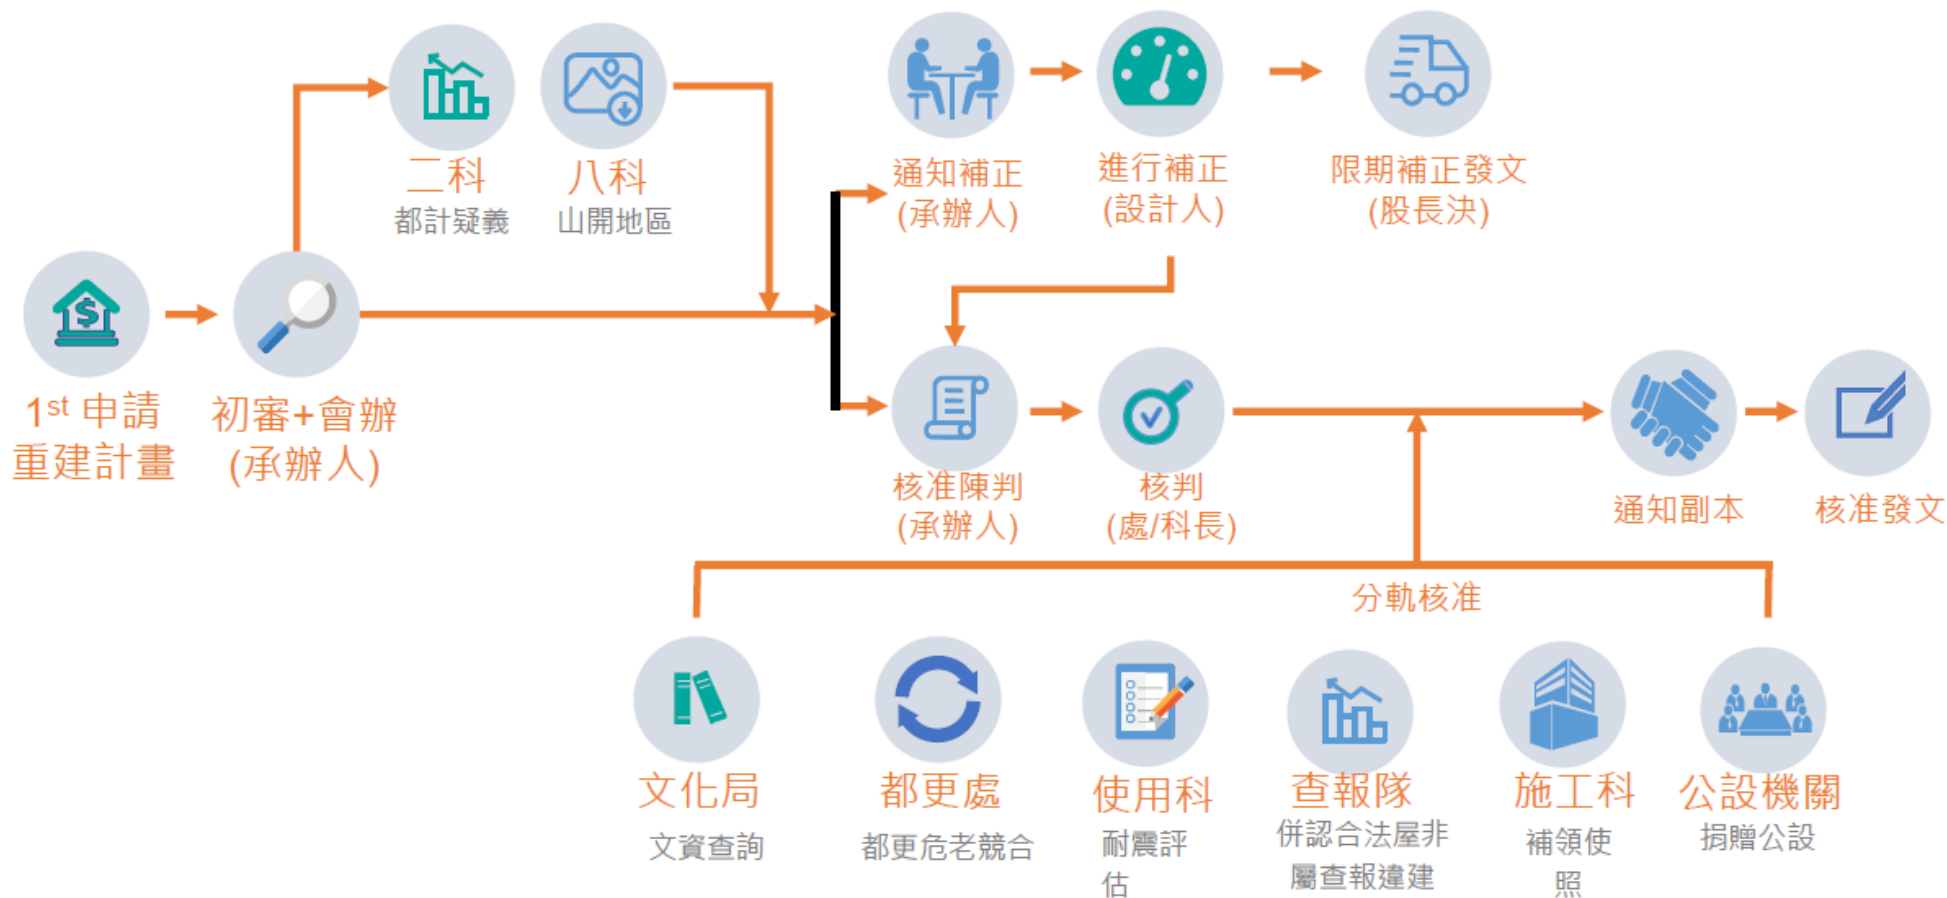 二科
都計疑義
八科
山開地區
通知補正
(承辦人)
進行補正
(設計人)
限期補正發文
(股長決)
1st 申請
重建計畫
初審+會辦
(承辦人)
核准陳判
(承辦人)
核判
(處/科長)
通知副本
核准發文
分軌核准
文化局
文資查詢
都更處
都更危老競合
使用科
耐震評
估
查報隊
併認合法屋非
屬查報違建
施工科
補領使
照
公設機關
捐贈公設